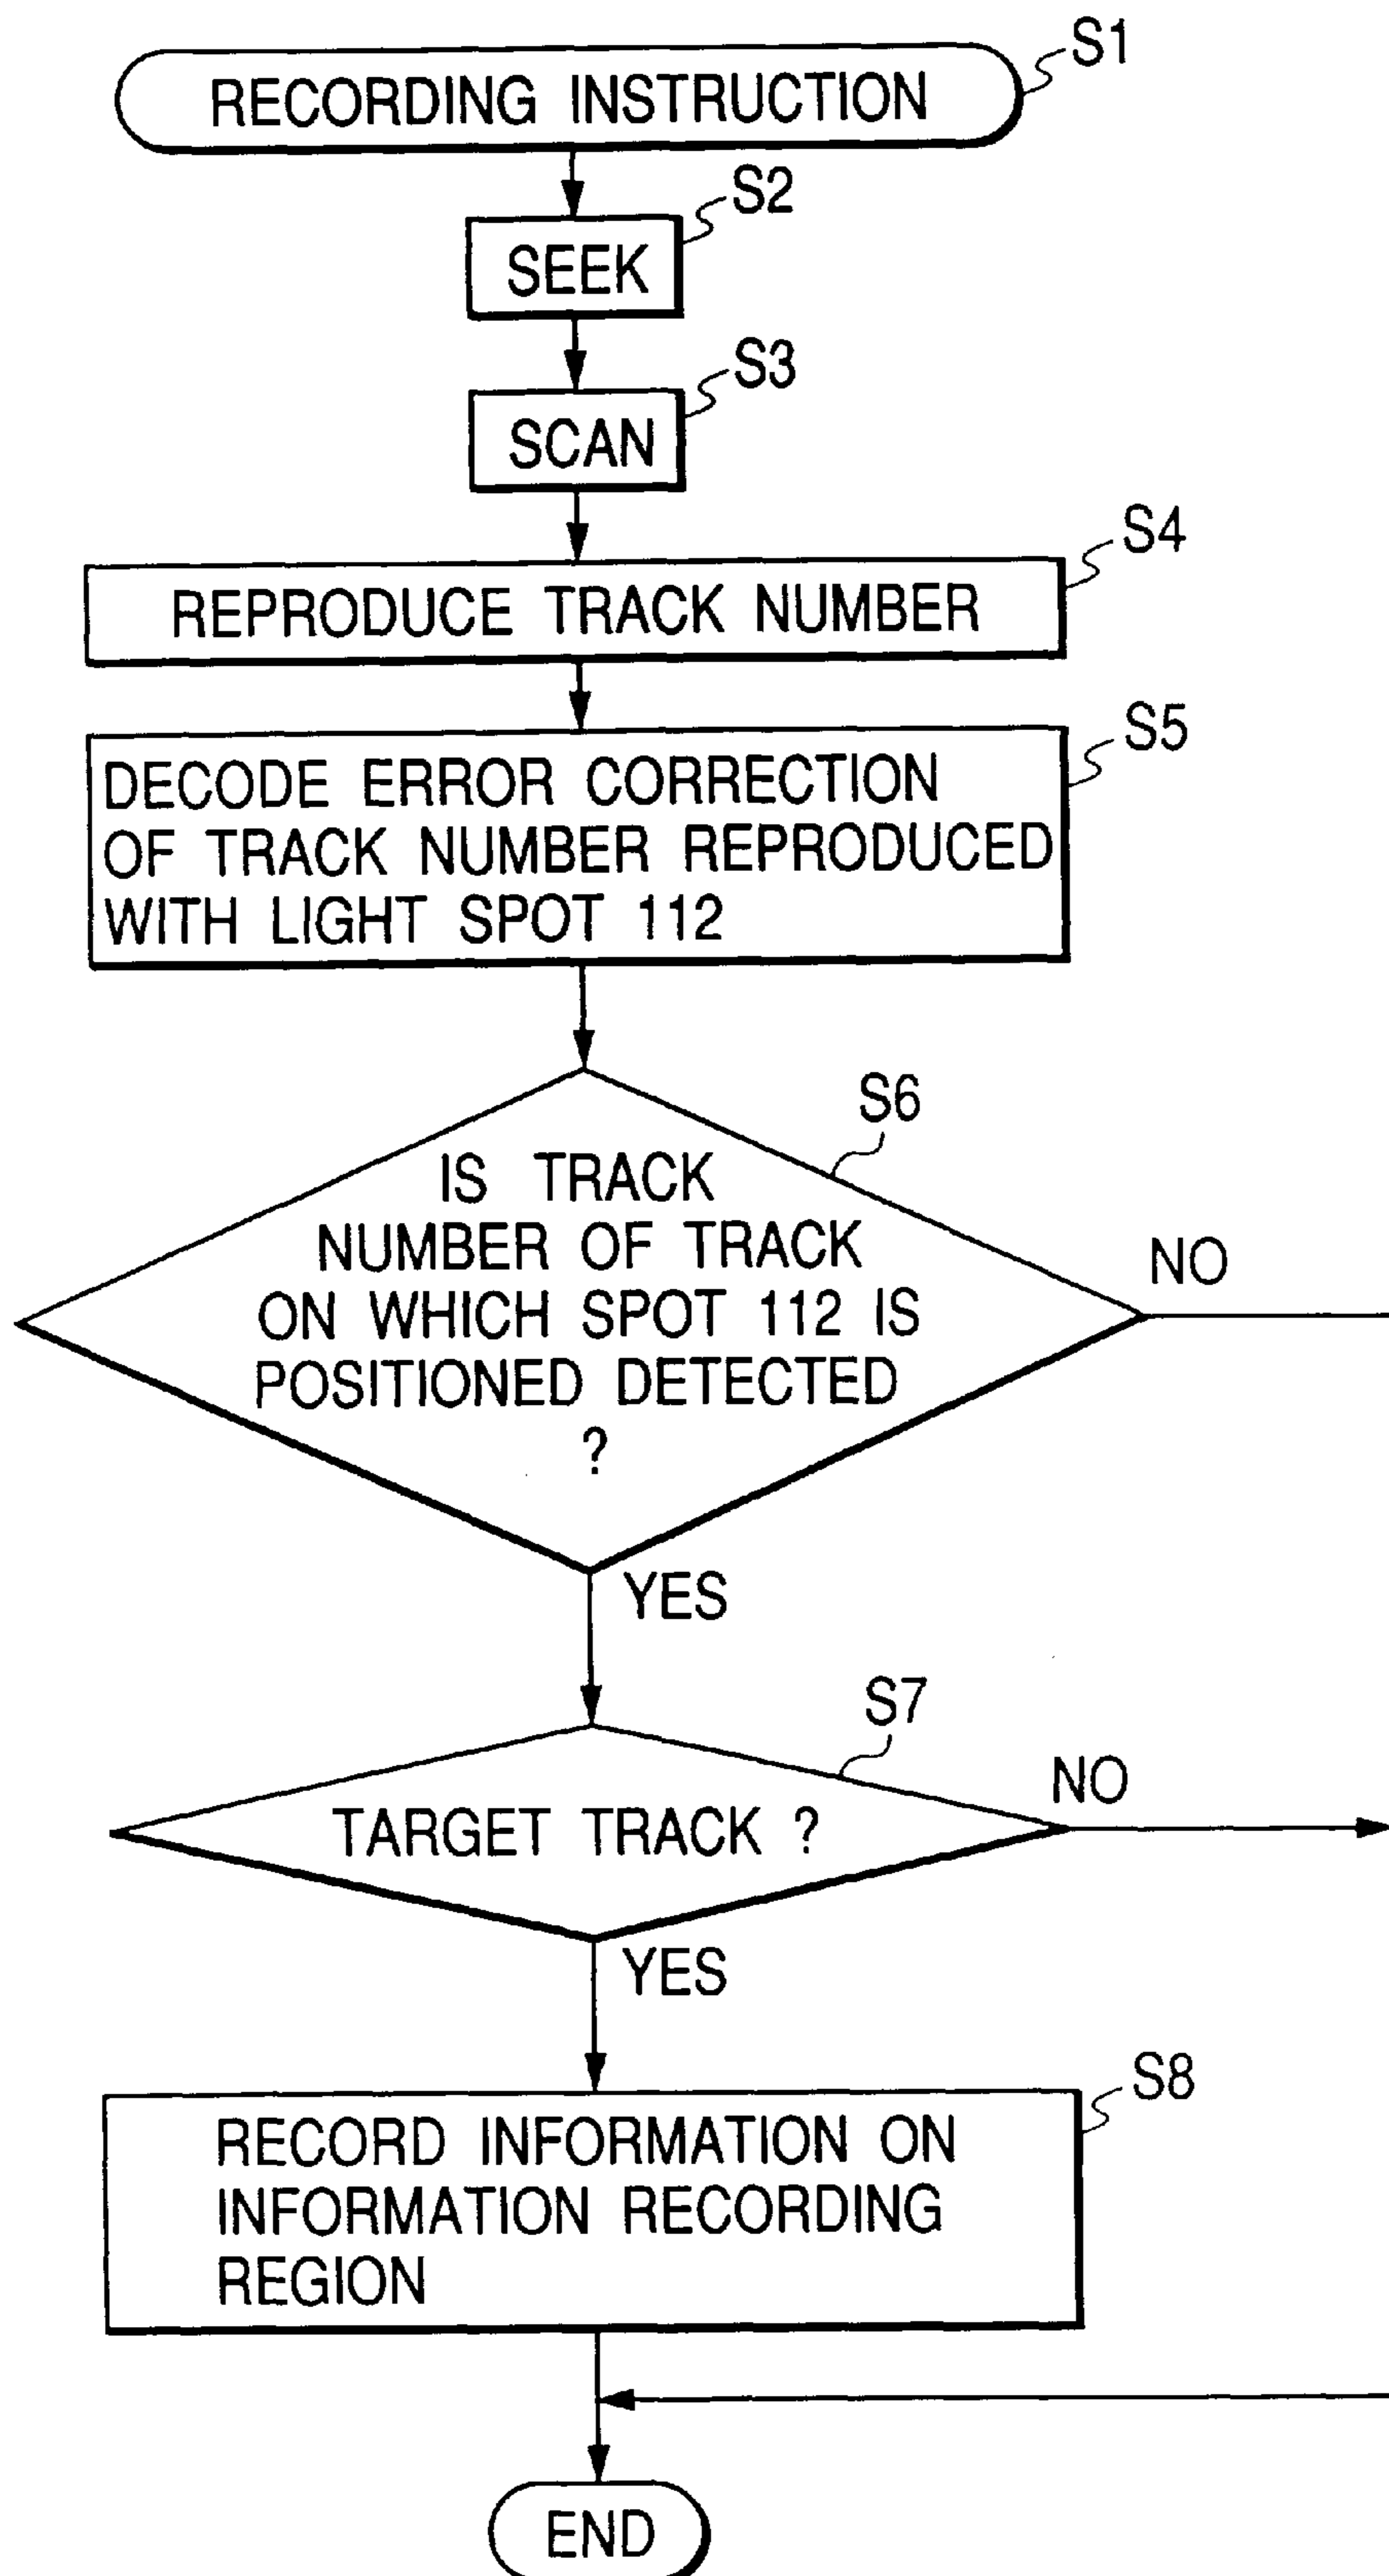 RECORDING INSTRUCTION
S1
S2
SEEK
S3
SCAN
S4
REPRODUCE TRACK NUMBER
S5
DECODE ERROR CORRECTION
OF TRACK NUMBER REPRODUCED
WITH LIGHT SPOT 112
S6
IS TRACK
NUMBER OF TRACK
ON WHICH SPOT 112 IS
POSITIONED DETECTED
?
NO
YES
S7
TARGET TRACK ?
NO
YES
S8
RECORD INFORMATION ON
INFORMATION RECORDING
REGION
END